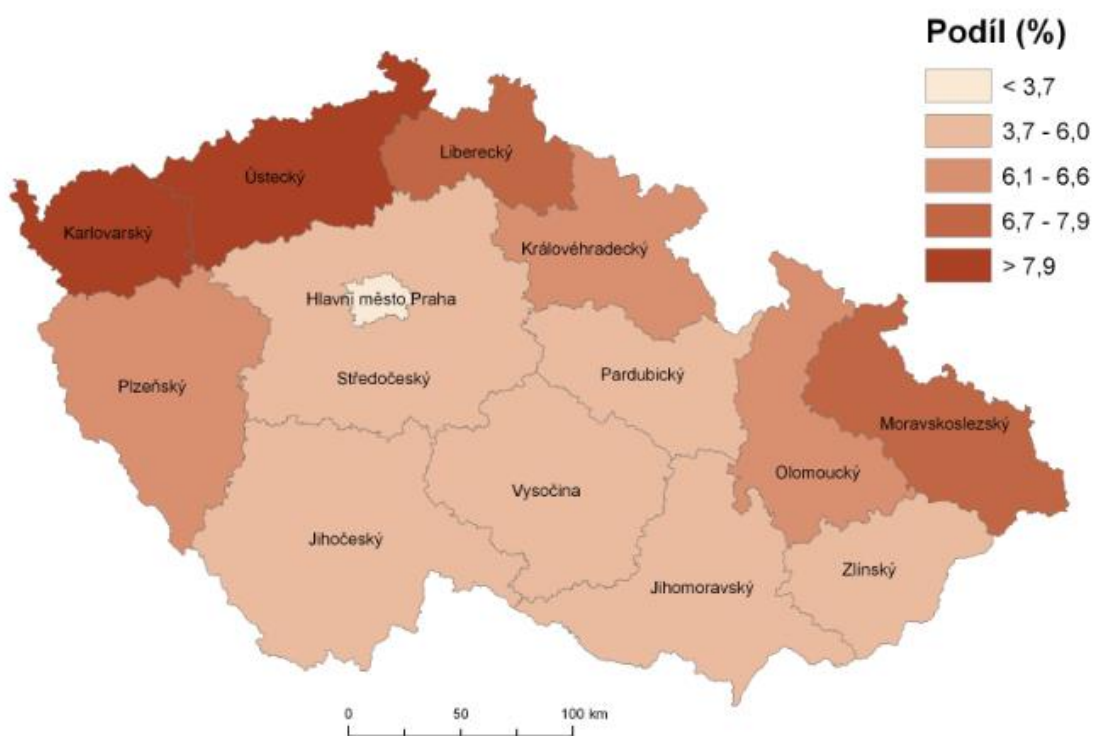 Podíl (%)
< 3,7
3,7 - 6,0
6,1 - 6,6
6,7 - 7,9
> 7,9
Liberecký
Ústecký
Karlovarský
Královéhradecký
Hlavní město Praha
Středočeský
Pardubický
Plzeňský
Moravskoslezský
Olomoucký
Vysočina
Jihočeský
Zlínský
Jihomoravský
0 50 100 km